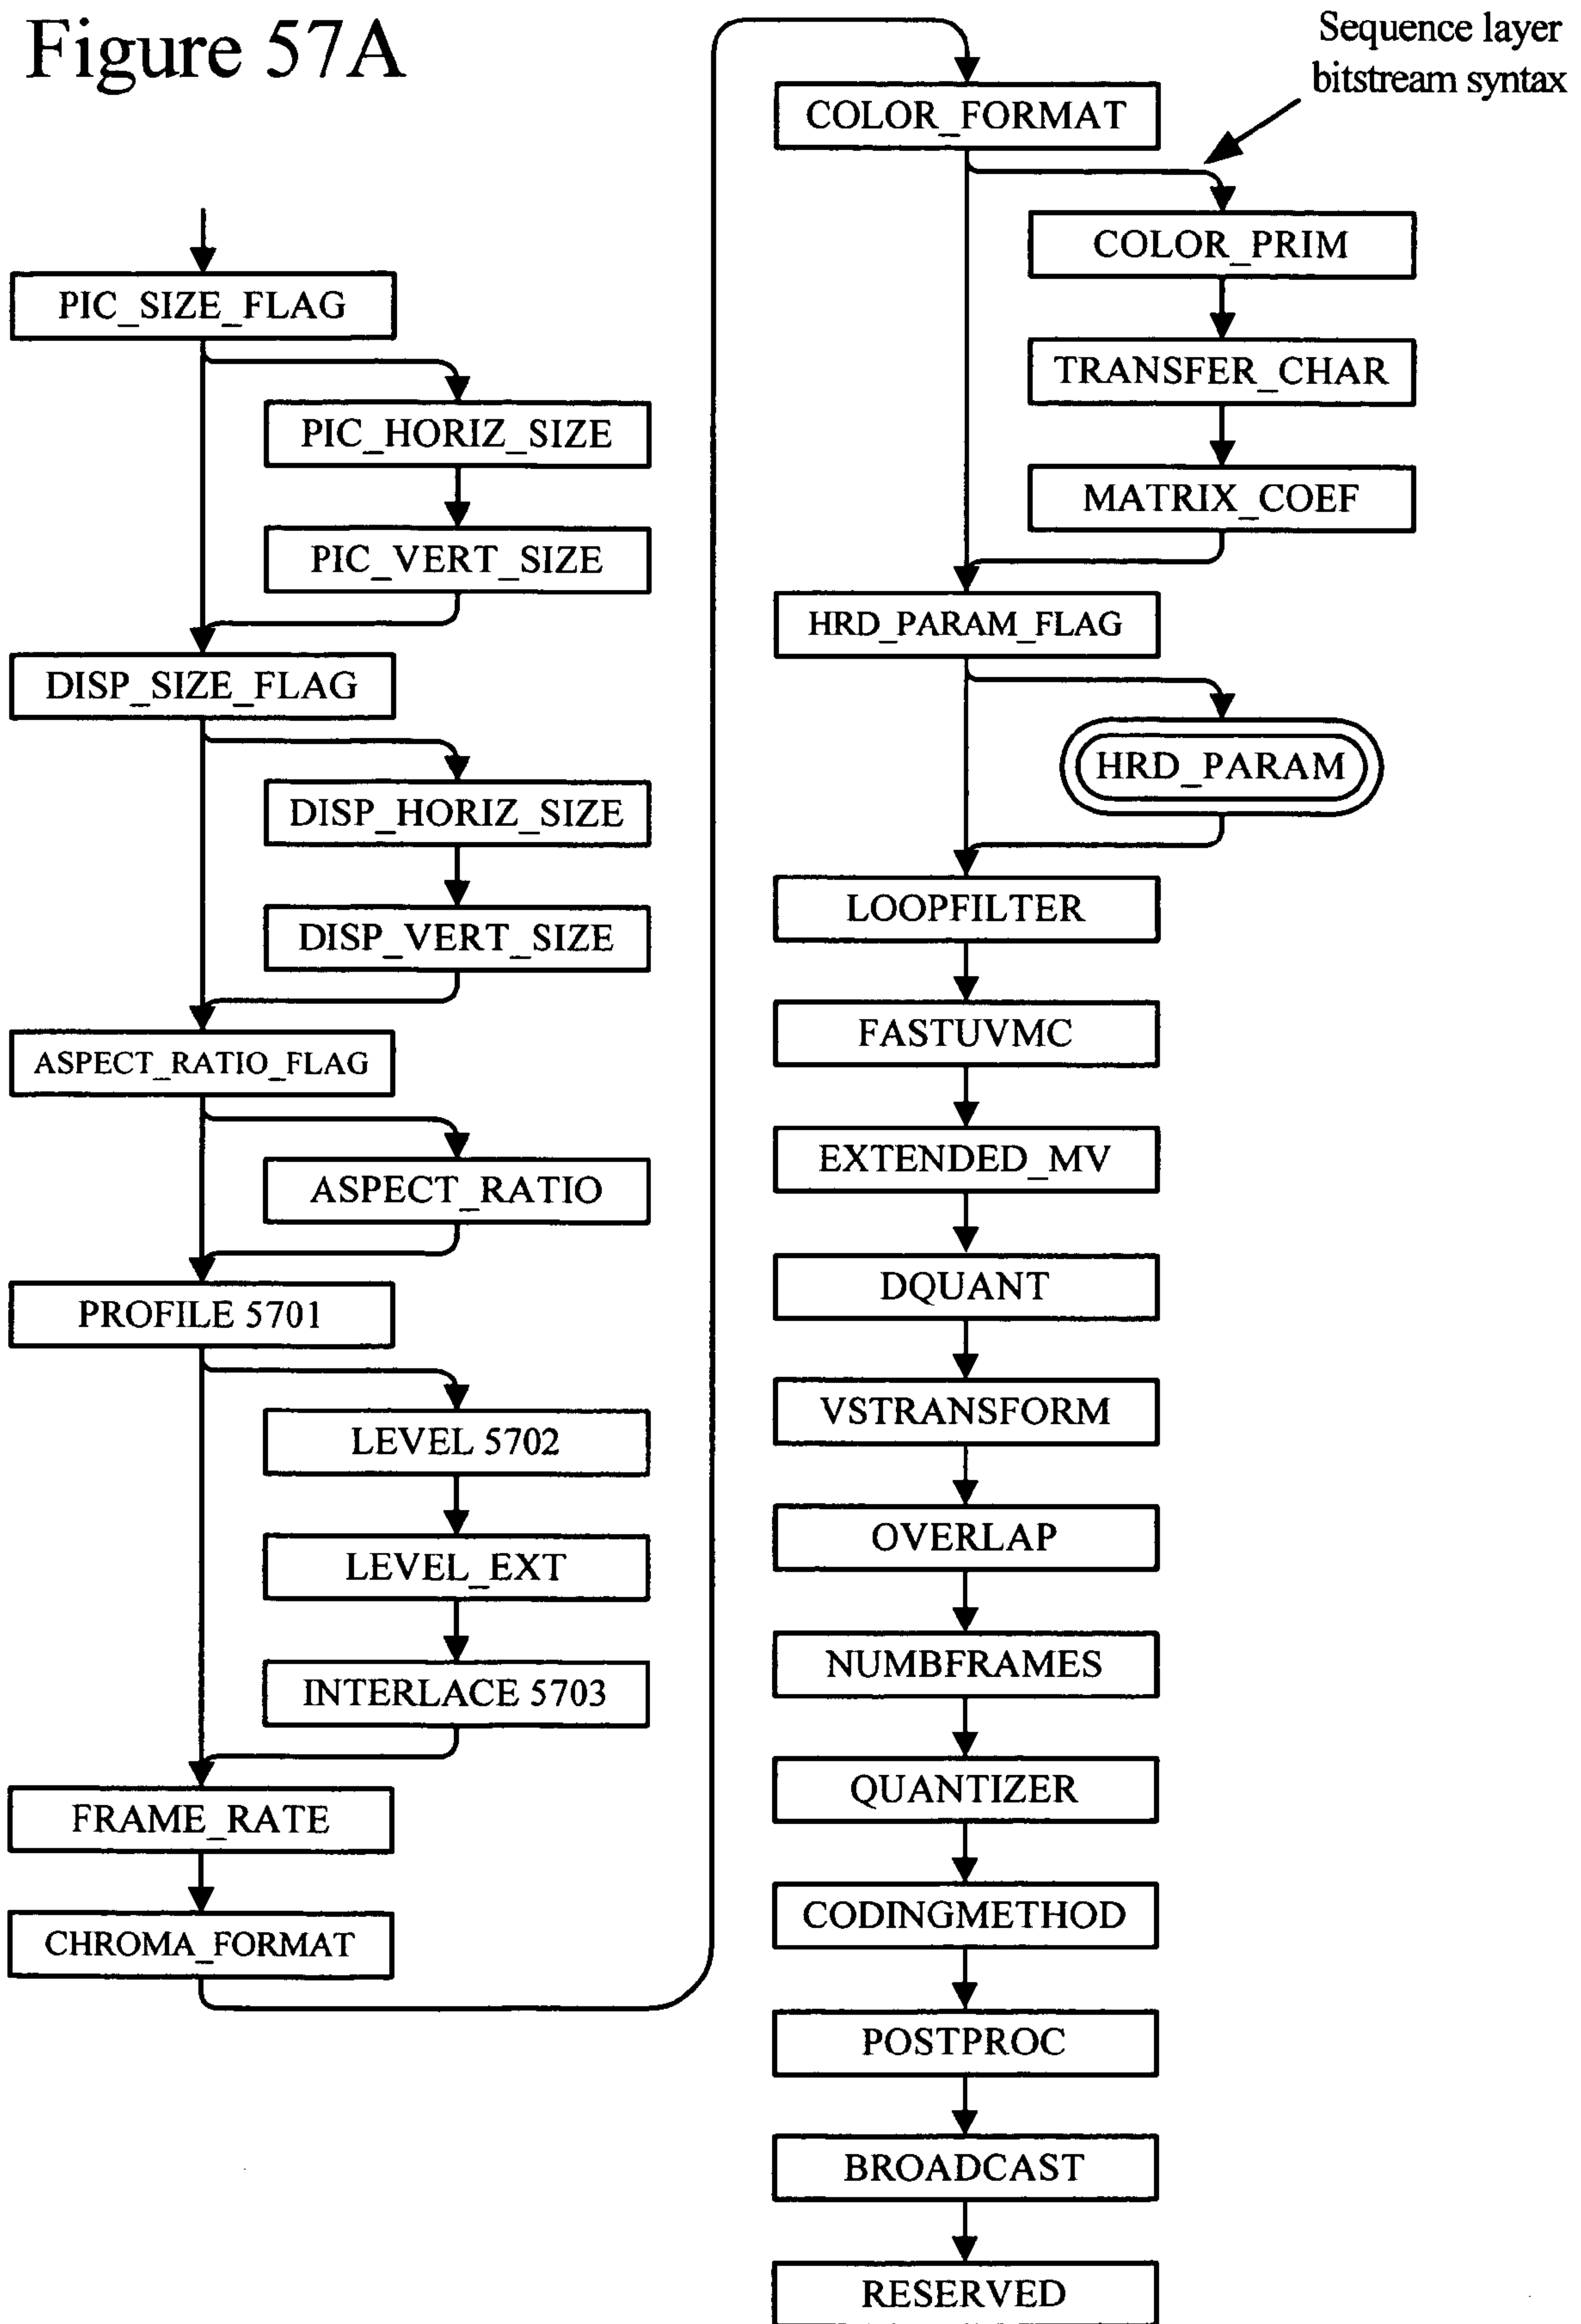 Figure 57A
Sequence layer
bitstream syntax
PIC_SIZE_FLAG
PIC_HORIZ_SIZE
PIC_VERT_SIZE
DISP_SIZE_FLAG
DISP_HORIZ_SIZE
DISP_VERT_SIZE
ASPECT_RATIO_FLAG
ASPECT_RATIO
PROFILE 5701
LEVEL 5702
LEVEL_EXT
INTERLACE 5703
FRAME_RATE
CHROMA_FORMAT
COLOR_FORMAT
COLOR_PRIM
TRANSFER_CHAR
MATRIX_COEF
HRD_PARAM_FLAG
HRD_PARAM
LOOPFILTER
FASTUVMC
EXTENDED_MV
DQUANT
VSTRANSFORM
OVERLAP
NUMBFRAMES
QUANTIZER
CODINGMETHOD
POSTPROC
BROADCAST
RESERVED